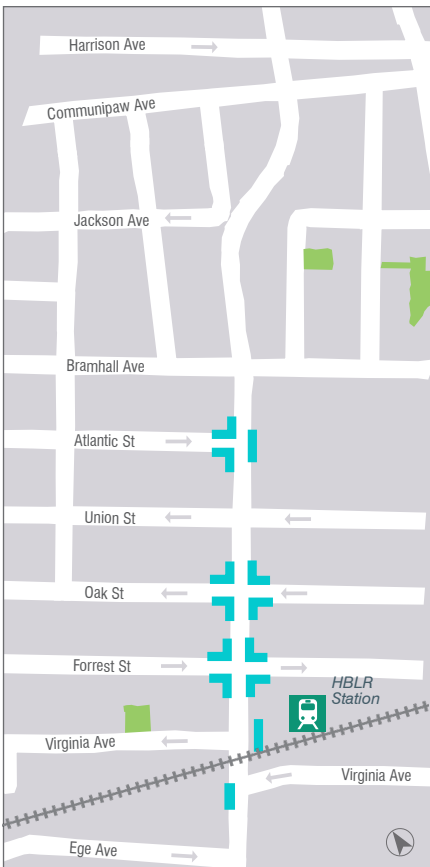 Harrison Ave
Communipaw Ave
Jackson Ave
Bramhall Ave
Atlantic St
Union St
Oak St
Forrest St
HBLR
Station
Virginia Ave
Virginia Ave
Ege Ave